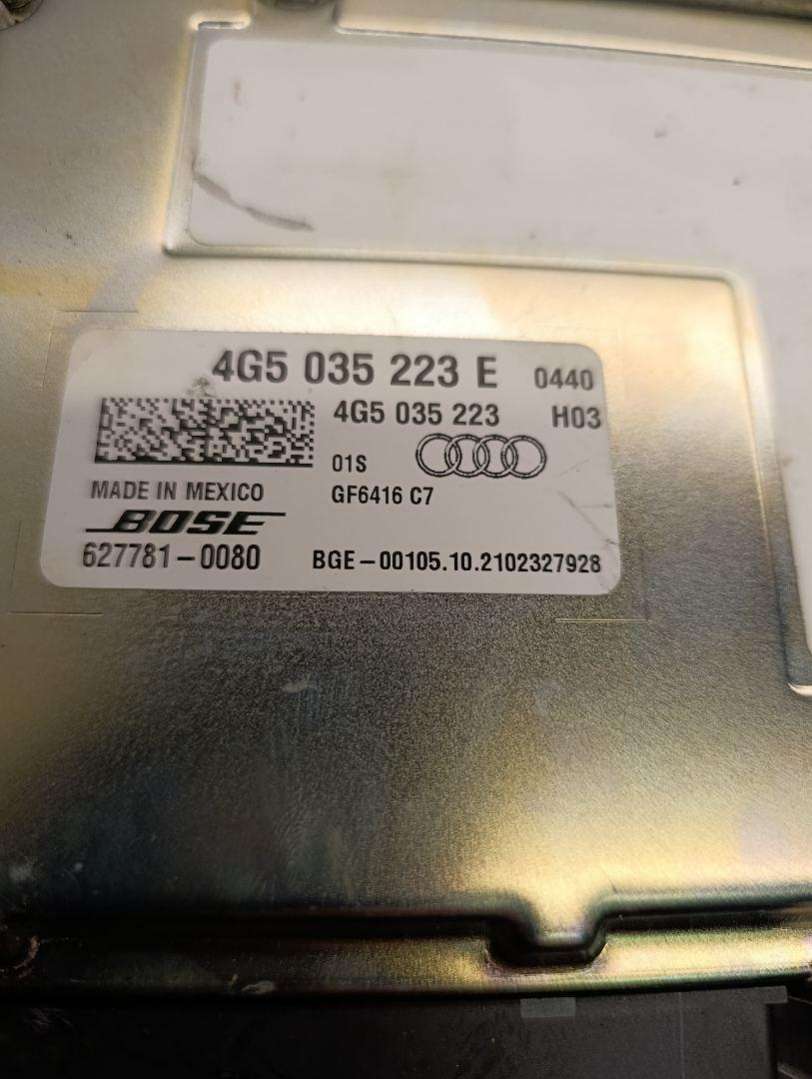 4G5 035 223 E 0440
4G5 035 223 H03
01S
MADE IN MEXICO GF6416 C7
BOSE
627781-0080 BGE-00105.10.2102327928